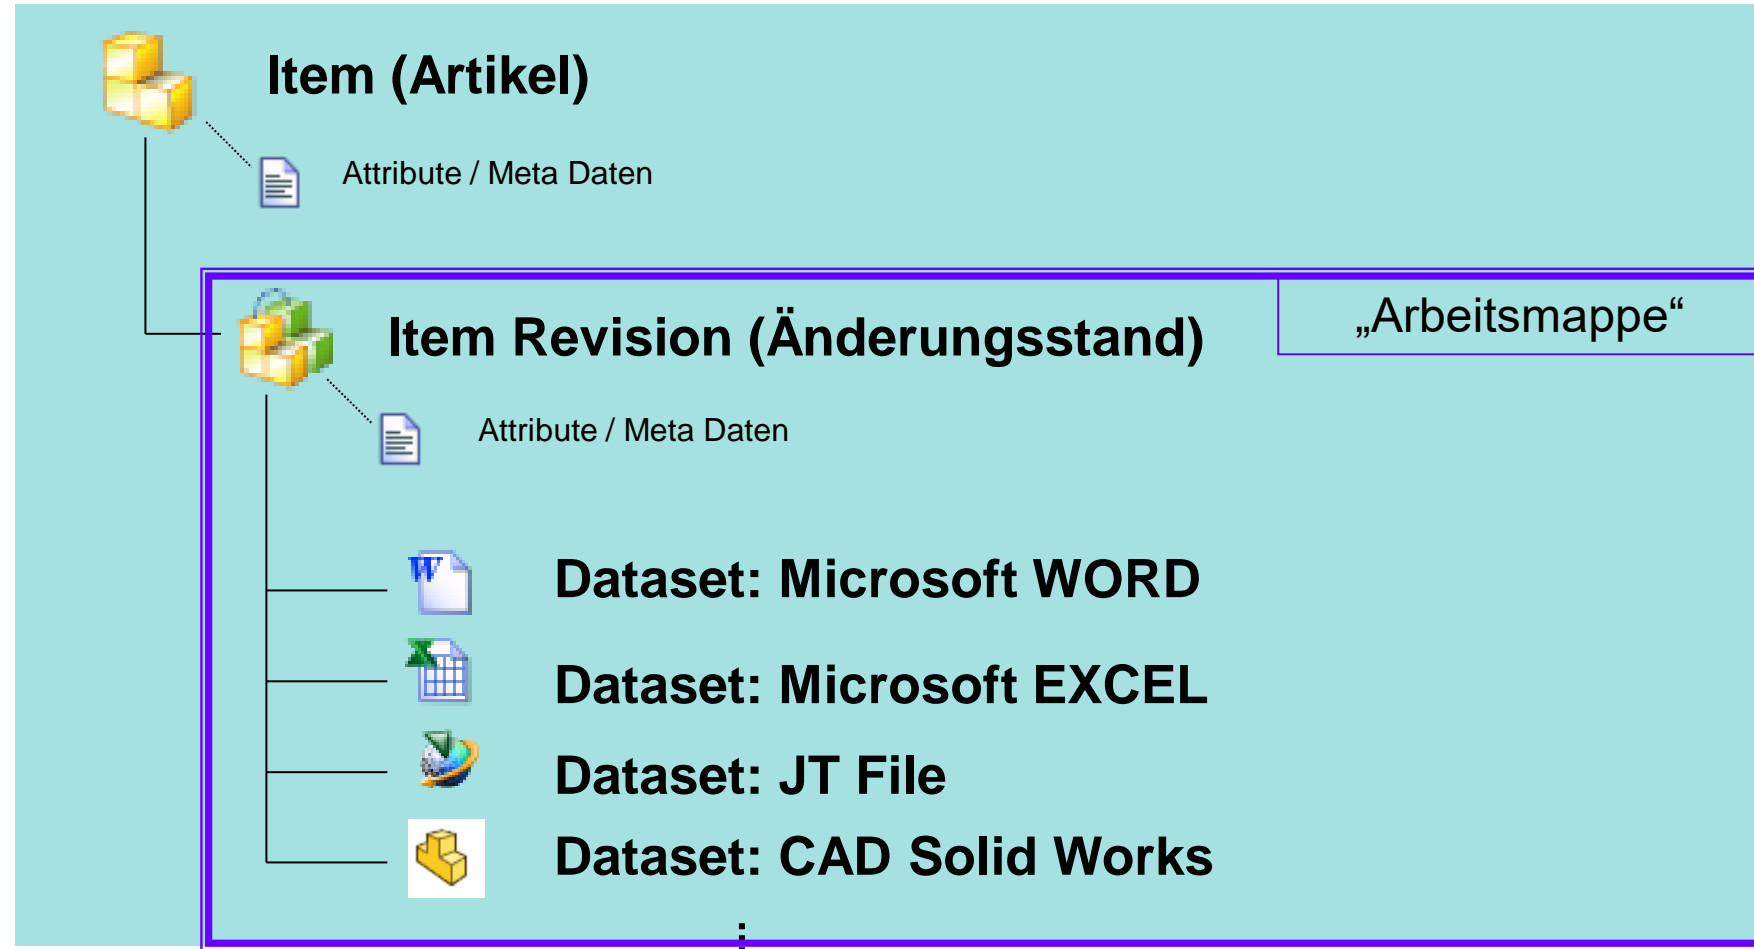 Item (Artikel)
Attribute / Meta Daten
Item Revision (Änderungsstand)
„Arbeitsmappe“
Attribute / Meta Daten
W
Dataset: Microsoft WORD
X
Dataset: Microsoft EXCEL
Dataset: JT File
Dataset: CAD Solid Works
⋮